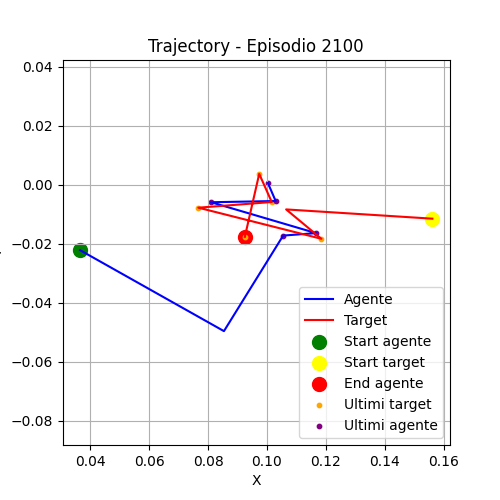 Trajectory - Episodio 2100
0.04
0.02
0.00
−0.02
−0.04
−0.06
−0.08
0.04
0.06
0.08
0.10
0.12
0.14
0.16
X
Agente
Target
Start agente
Start target
End agente
Ultimi target
Ultimi agente